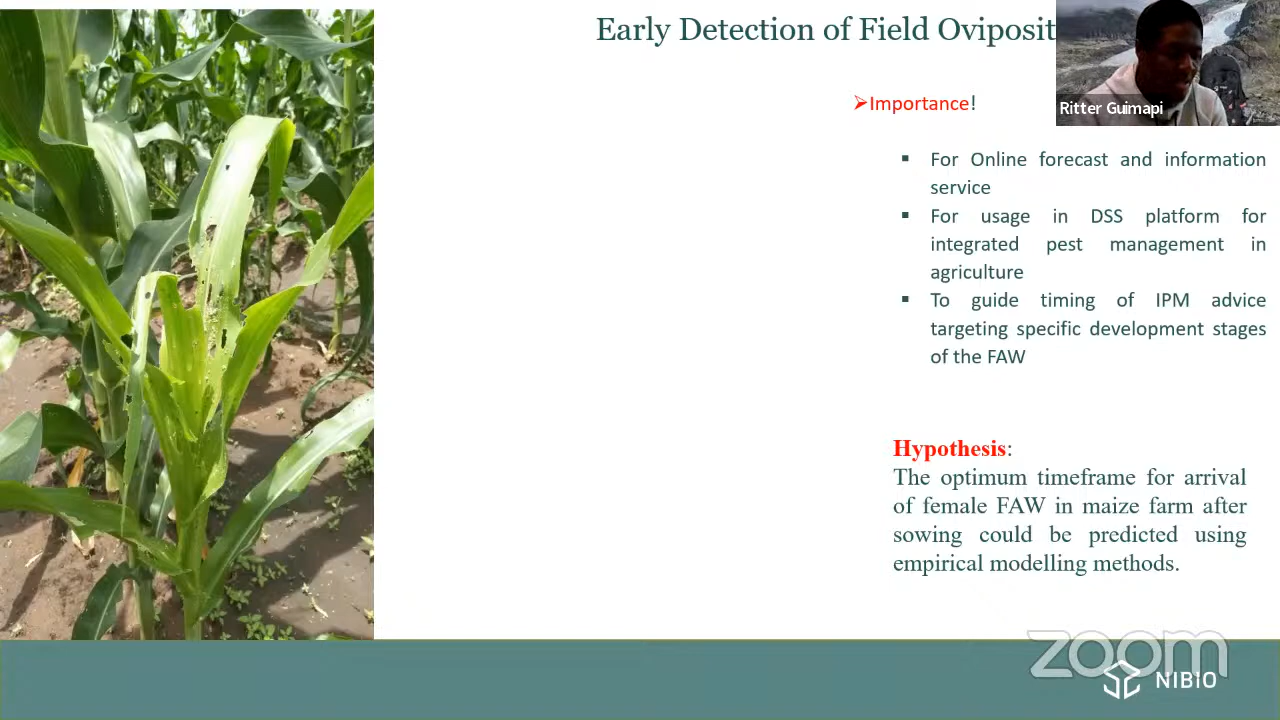 Early Detection of Field Oviposit
Ritter Guimapi
➤Importance!
▪ For Online forecast and information
service
▪ For usage in DSS platform for
integrated pest management in
agriculture
▪ To guide timing of IPM advice
targeting specific development stages
of the FAW
Hypothesis:
The optimum timeframe for arrival
of female FAW in maize farm after
sowing could be predicted using
empirical modelling methods.
zoom
NIBIO